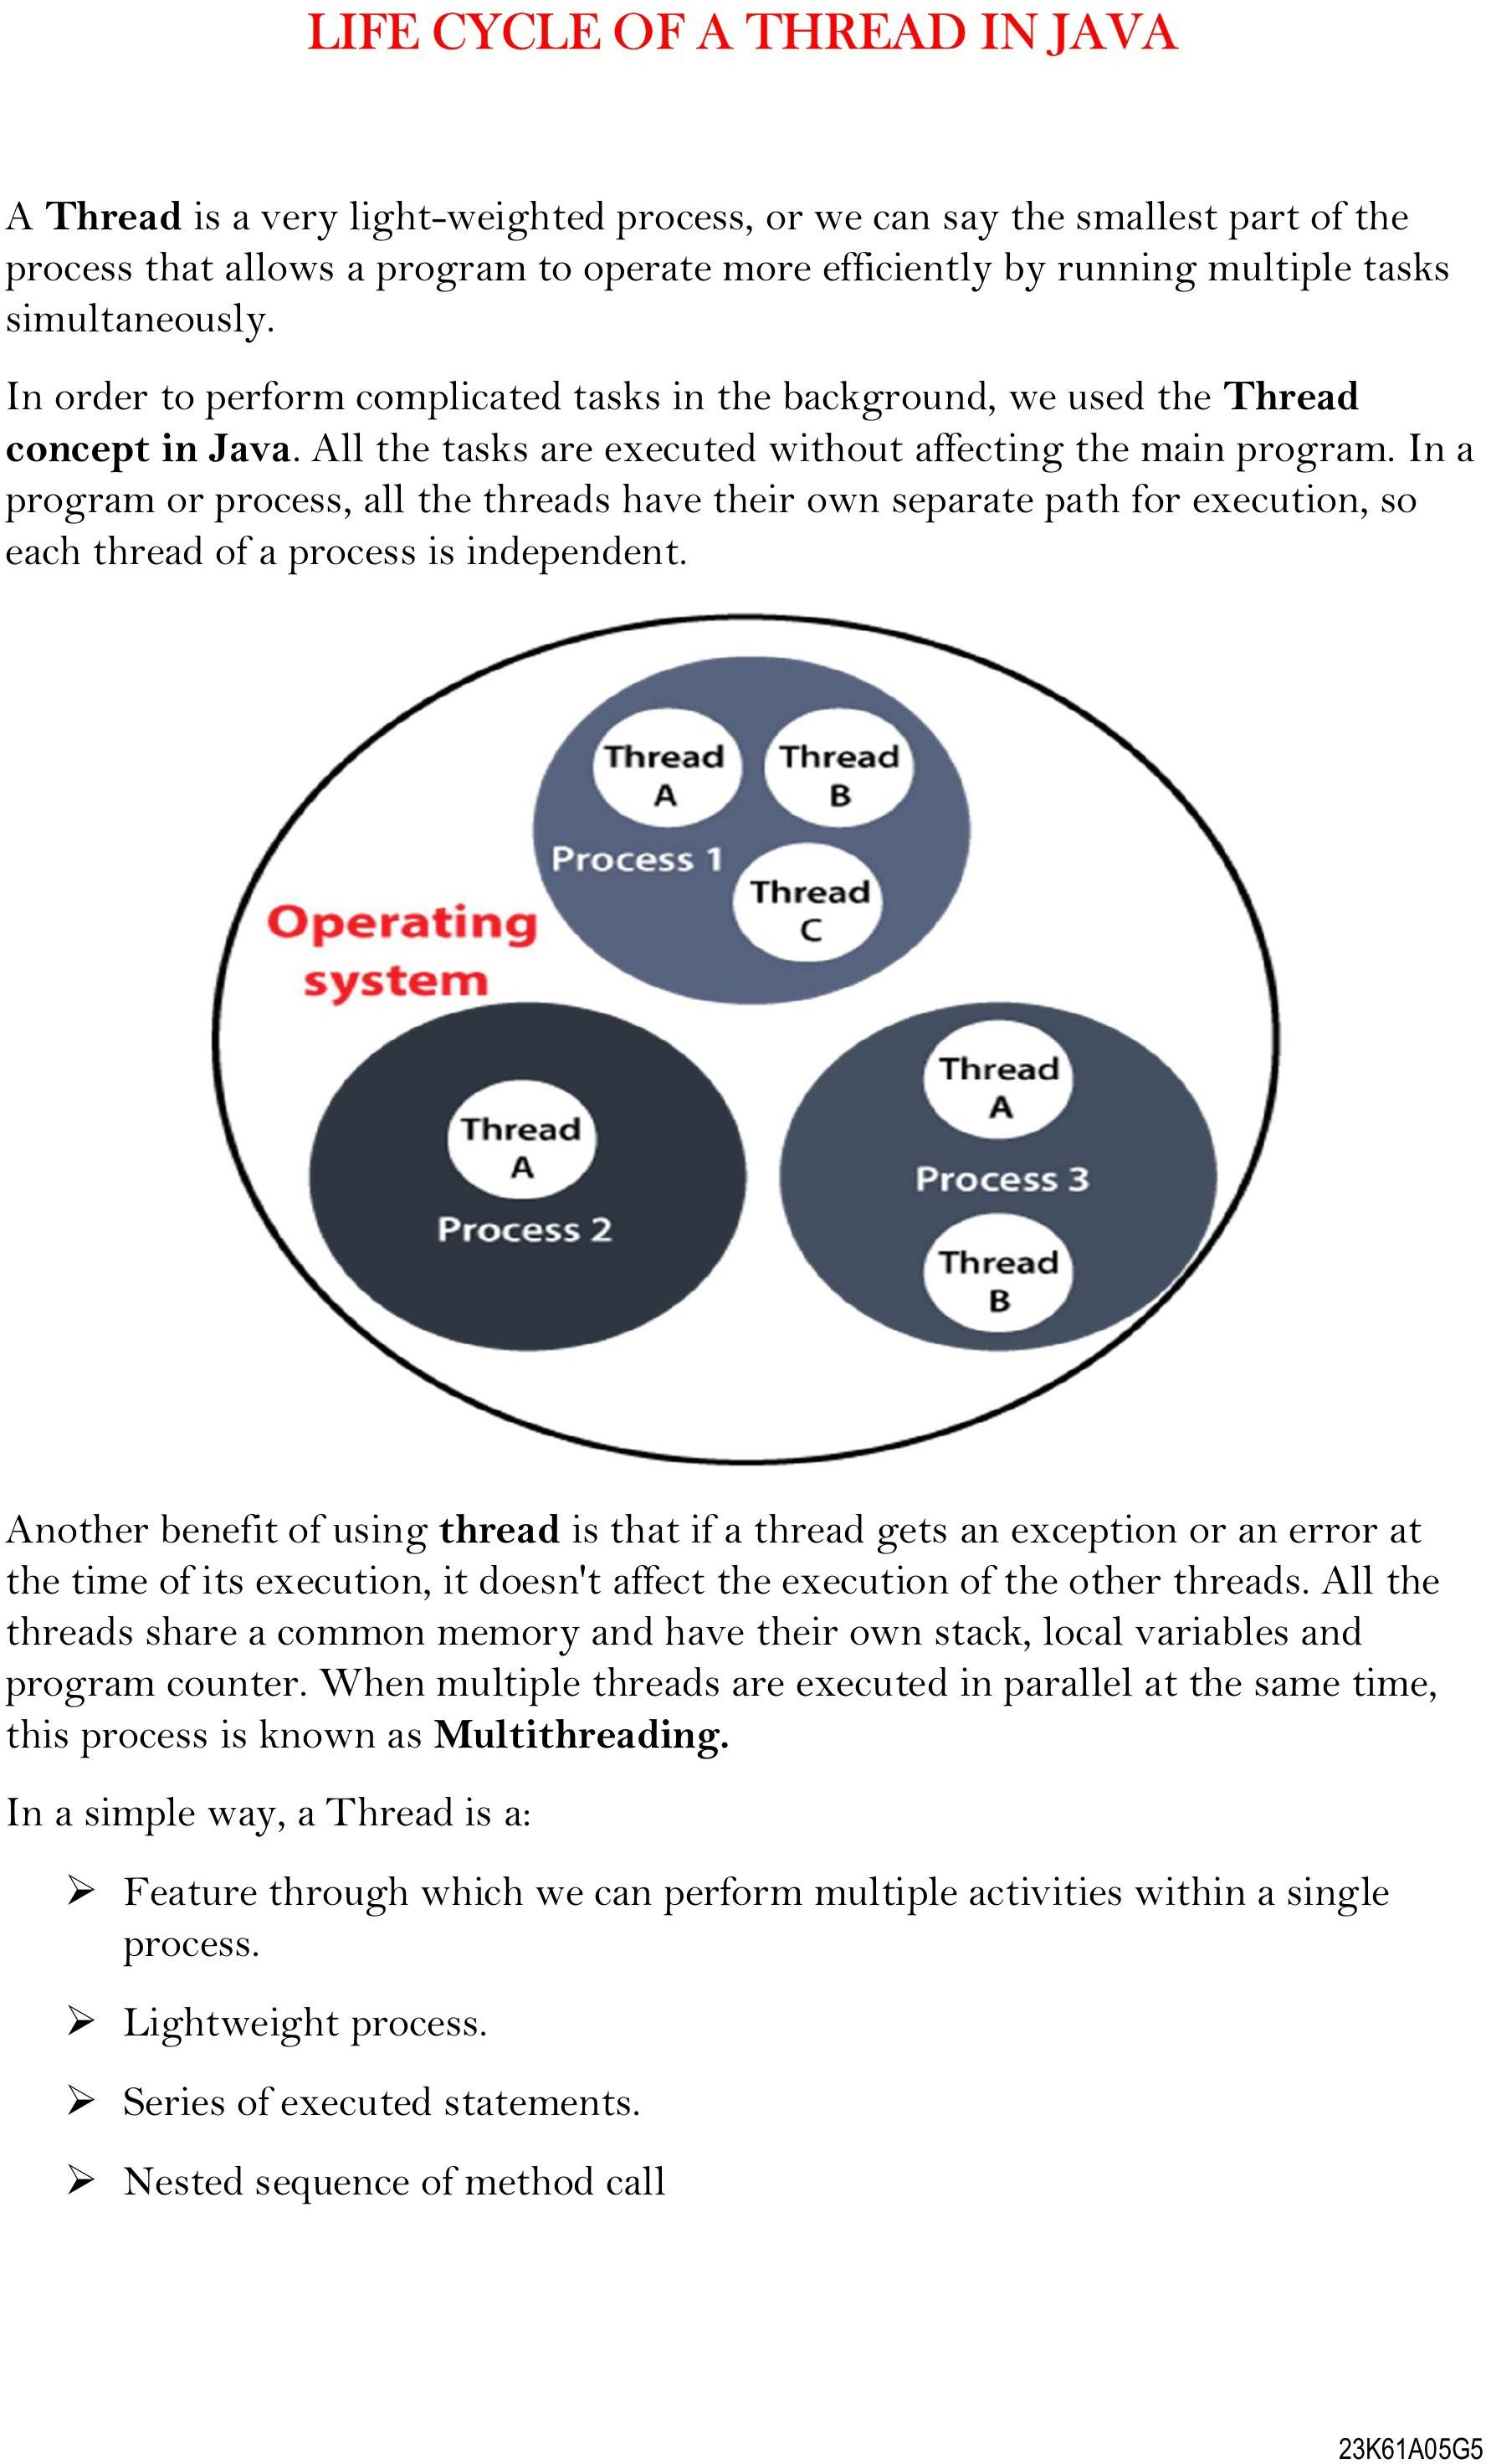 LIFE CYCLE OF A THREAD IN JAVA
A Thread is a very light-weighted process, or we can say the smallest part of the
process that allows a program to operate more efficiently by running multiple tasks
simultaneously.
In order to perform complicated tasks in the background, we used the Thread
concept in Java. All the tasks are executed without affecting the main program. In a
program or process, all the threads have their own separate path for execution, so
each thread of a process is independent.
Thread
A
Thread
B
Process 1
Thread
C
Operating
system
Thread
A
Process 2
Thread
A
Process 3
Thread
B
Another benefit of using thread is that if a thread gets an exception or an error at
the time of its execution, it doesn't affect the execution of the other threads. All the
threads share a common memory and have their own stack, local variables and
program counter. When multiple threads are executed in parallel at the same time,
this process is known as Multithreading.
In a simple way, a Thread is a:
➢ Feature through which we can perform multiple activities within a single
process.
➢ Lightweight process.
➢ Series of executed statements.
➢ Nested sequence of method call
23K61A05G5